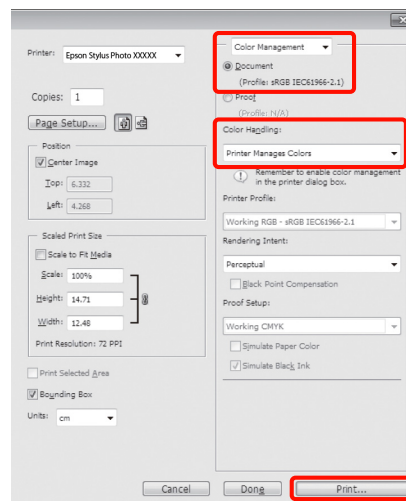 Printer: Epson Stylus Photo XXXXX
Copies: 1
Page Setup...
Position
Center Image
Top: 6.332
Left: 4.268
Scaled Print Size
Scale to Fit Media
Scale: 100%
Height: 14.71
Width: 12.48
Print Resolution: 72 PPI
Print Selected Area
Bounding Box
Units: cm
Color Management
Document
(Profile: sRGB IEC61966-2.1)
Proof
(Profile: N/A)
Color Handling:
Printer Manages Colors
Remember to enable color management
in the printer dialog box.
Printer Profile:
Working RGB - sRGB IEC61966-2.1
Rendering Intent:
Perceptual
Black Point Compensation
Proof Setup:
Working CMYK
Simulate Paper Color
Simulate Black Ink
Cancel
Done
Print...